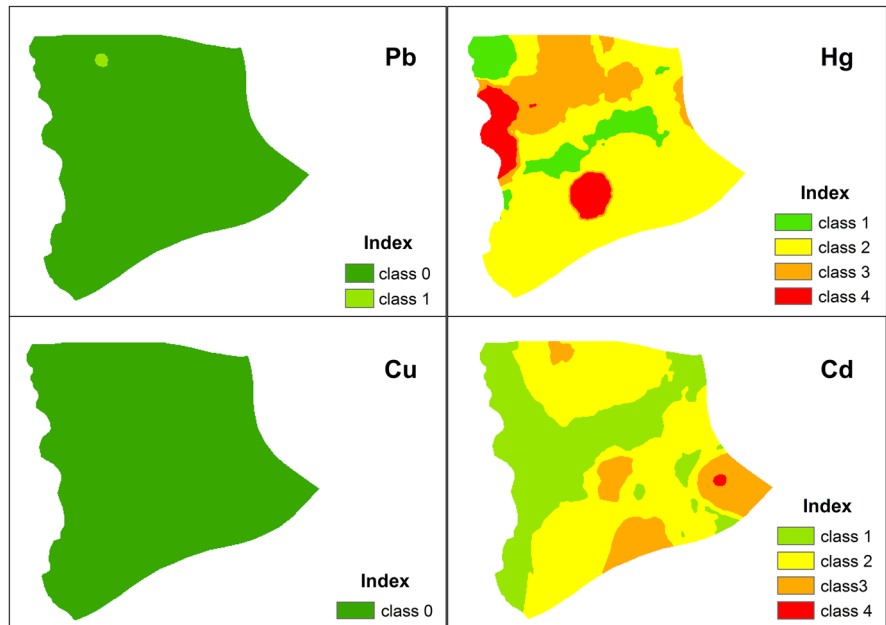 Pb
Index
class 0
class 1
Hg
Index
class 1
class 2
class 3
class 4
Cu
Index
class 0
Cd
Index
class 1
class 2
class3
class 4